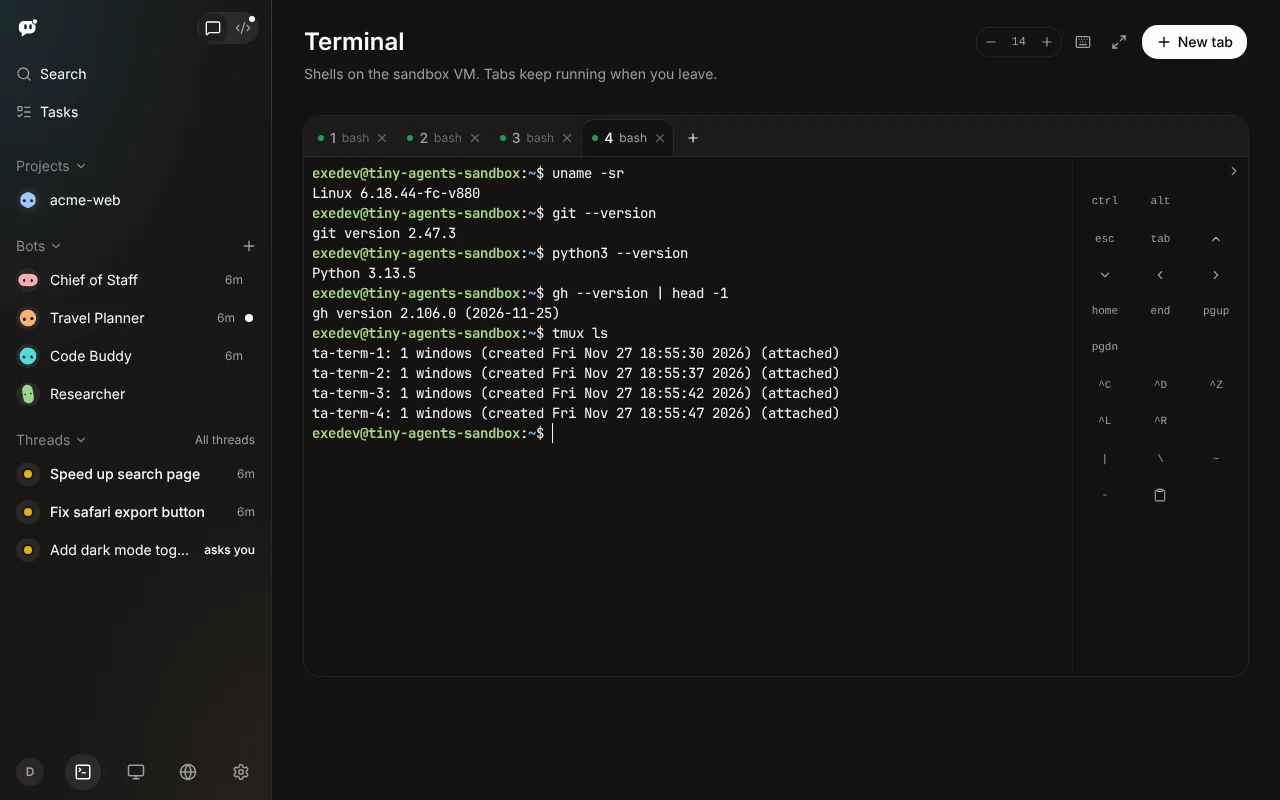 Search
Tasks
Projects
acme-web
Bots
Chief of Staff 6m
Travel Planner 6m
Code Buddy 6m
Researcher
Threads All threads
Speed up search page 6m
Fix safari export button 6m
Add dark mode tog... asks you
D
Terminal
Shells on the sandbox VM. Tabs keep running when you leave.
− 14 +
+ New tab
1 bash × 2 bash × 3 bash × 4 bash × +
exedev@tiny-agents-sandbox:~$ uname -sr
Linux 6.18.44-fc-v880
exedev@tiny-agents-sandbox:~$ git --version
git version 2.47.3
exedev@tiny-agents-sandbox:~$ python3 --version
Python 3.13.5
exedev@tiny-agents-sandbox:~$ gh --version | head -1
gh version 2.106.0 (2026-11-25)
exedev@tiny-agents-sandbox:~$ tmux ls
ta-term-1: 1 windows (created Fri Nov 27 18:55:30 2026) (attached)
ta-term-2: 1 windows (created Fri Nov 27 18:55:37 2026) (attached)
ta-term-3: 1 windows (created Fri Nov 27 18:55:42 2026) (attached)
ta-term-4: 1 windows (created Fri Nov 27 18:55:47 2026) (attached)
exedev@tiny-agents-sandbox:~$
ctrl alt
esc tab
home end pgup
pgdn
^C ^D ^Z
^L ^R
| \ ~
-